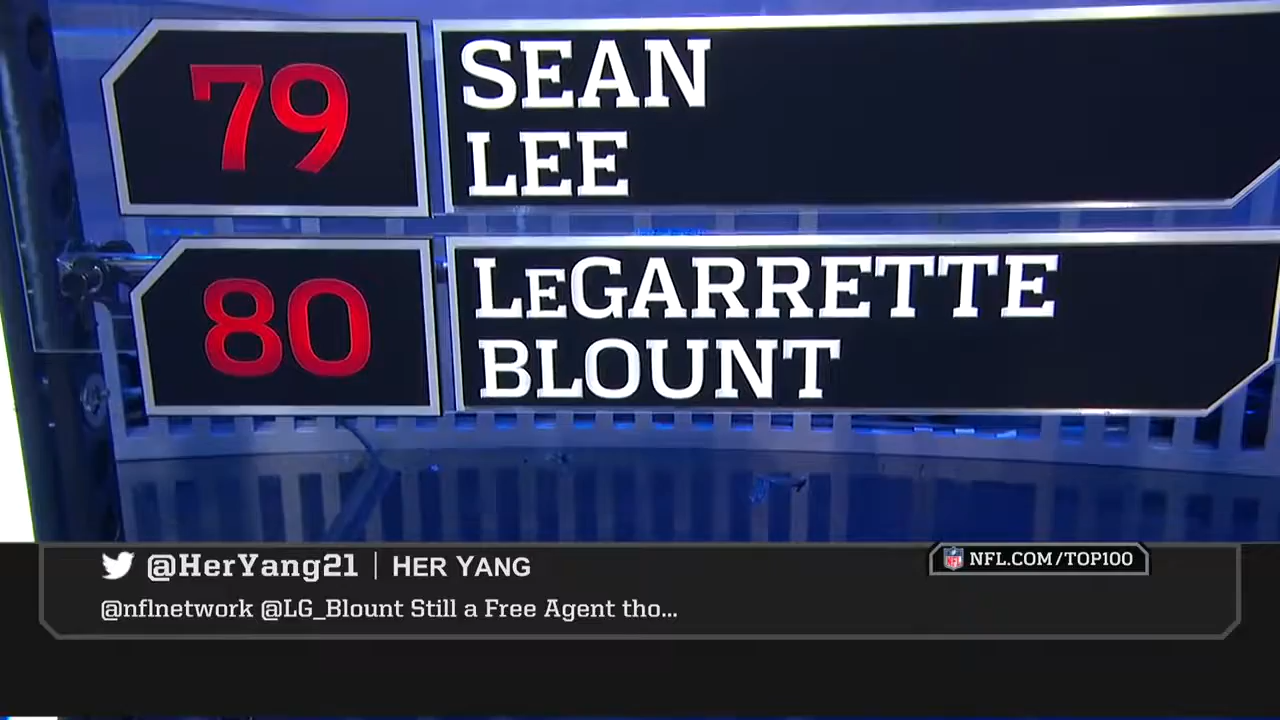 79
SEAN
LEE
80
LeGARRETTE
BLOUNT
@HerYang21 | HER YANG
NFL.COM/TOP100
@nflnetwork @LG_Blount Still a Free Agent tho...